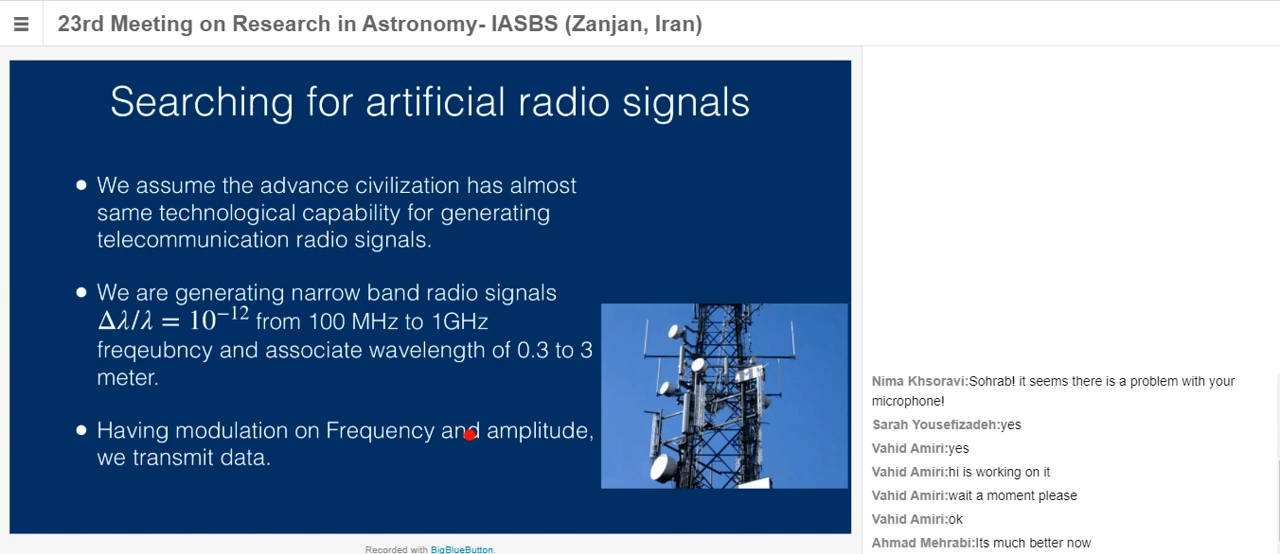 23rd Meeting on Research in Astronomy- IASBS (Zanjan, Iran)
Searching for artificial radio signals
• We assume the advance civilization has almost
same technological capability for generating
telecommunication radio signals.
• We are generating narrow band radio signals
Δλ/λ = 10⁻¹² from 100 MHz to 1GHz
freqeubncy and associate wavelength of 0.3 to 3
meter.
• Having modulation on Frequency and amplitude,
we transmit data.
Recorded with BigBlueButton.
Nima Khsoravi:Sohrab! it seems there is a problem with your
microphone!
Sarah Yousefizadeh:yes
Vahid Amiri:yes
Vahid Amiri:hi is working on it
Vahid Amiri:wait a moment please
Vahid Amiri:ok
Ahmad Mehrabi:Its much better now